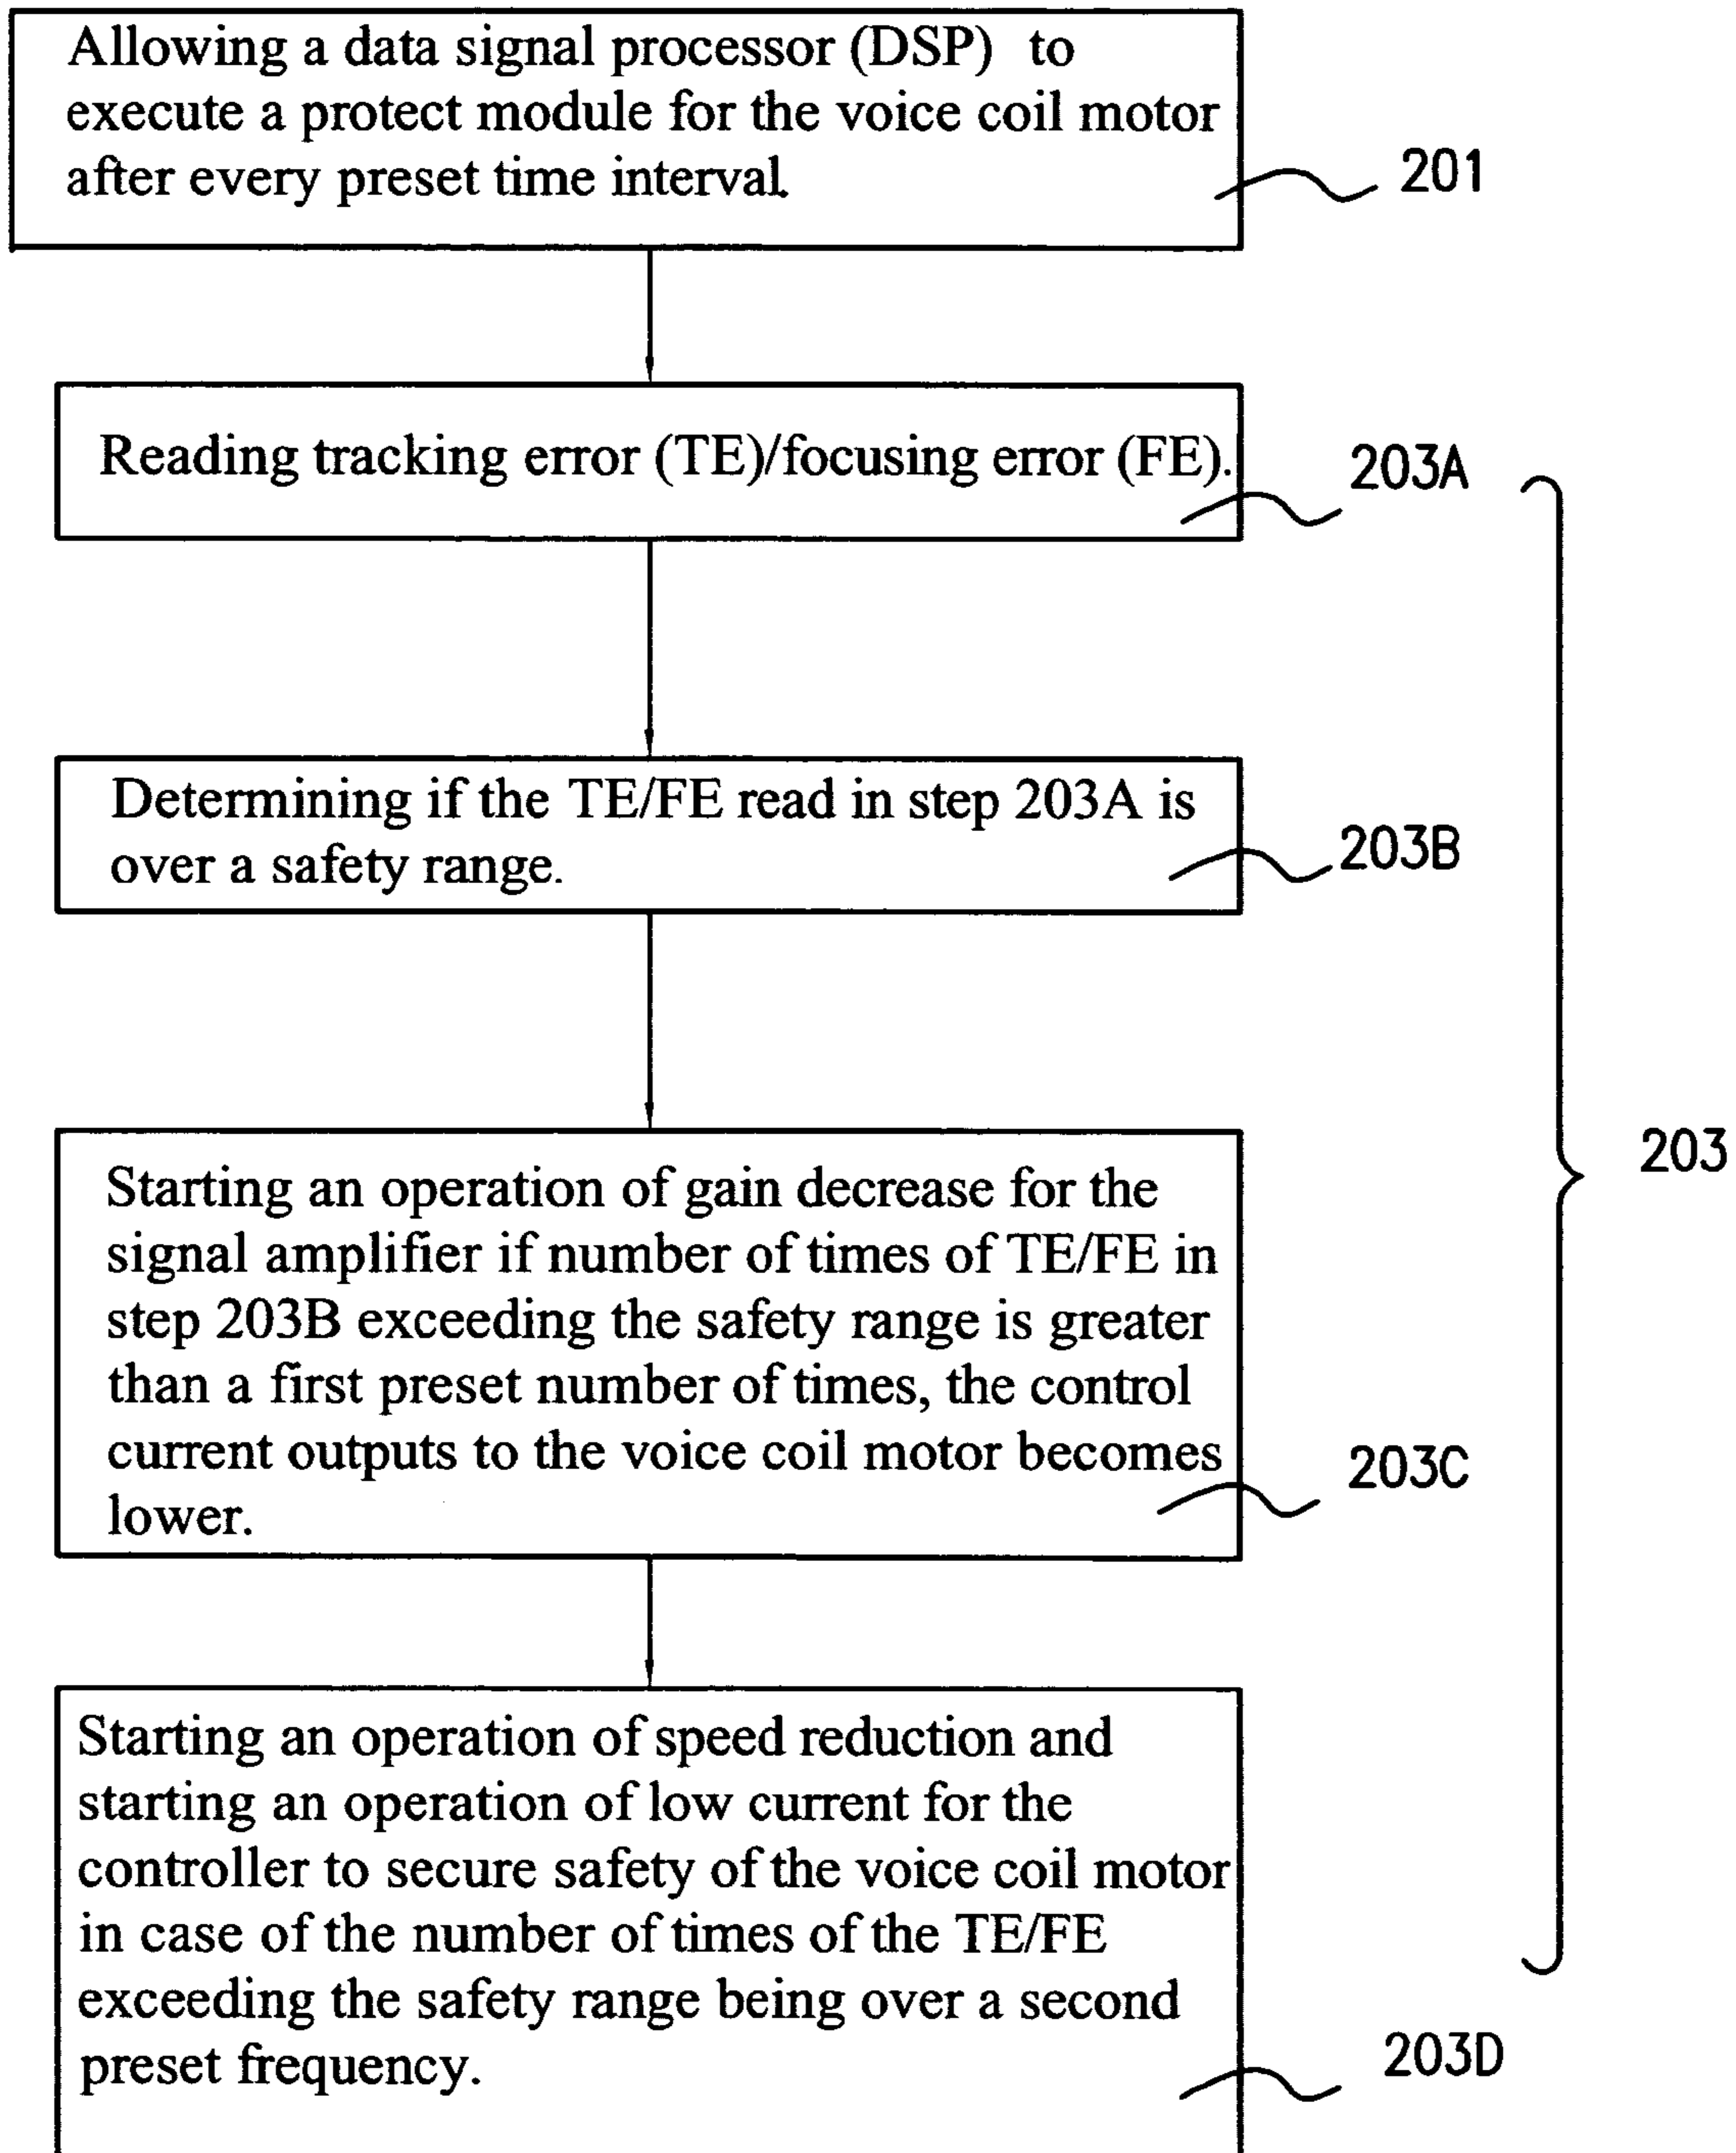 Allowing a data signal processor (DSP) to
execute a protect module for the voice coil motor
after every preset time interval.
201
Reading tracking error (TE)/focusing error (FE).
203A
Determining if the TE/FE read in step 203A is
over a safety range.
203B
Starting an operation of gain decrease for the
signal amplifier if number of times of TE/FE in
step 203B exceeding the safety range is greater
than a first preset number of times, the control
current outputs to the voice coil motor becomes
lower.
203C
203
Starting an operation of speed reduction and
starting an operation of low current for the
controller to secure safety of the voice coil motor
in case of the number of times of the TE/FE
exceeding the safety range being over a second
preset frequency.
203D